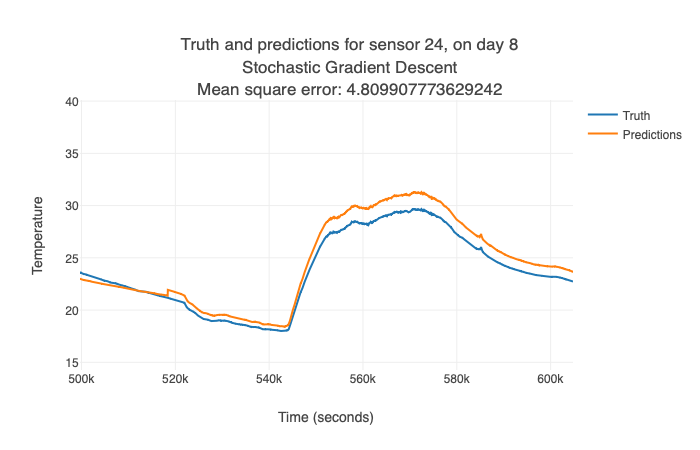 Truth and predictions for sensor 24, on day 8
Stochastic Gradient Descent
Mean square error: 4.809907773629242
Truth
Predictions
Temperature
40
35
30
25
20
15
500k
520k
540k
560k
580k
600k
Time (seconds)